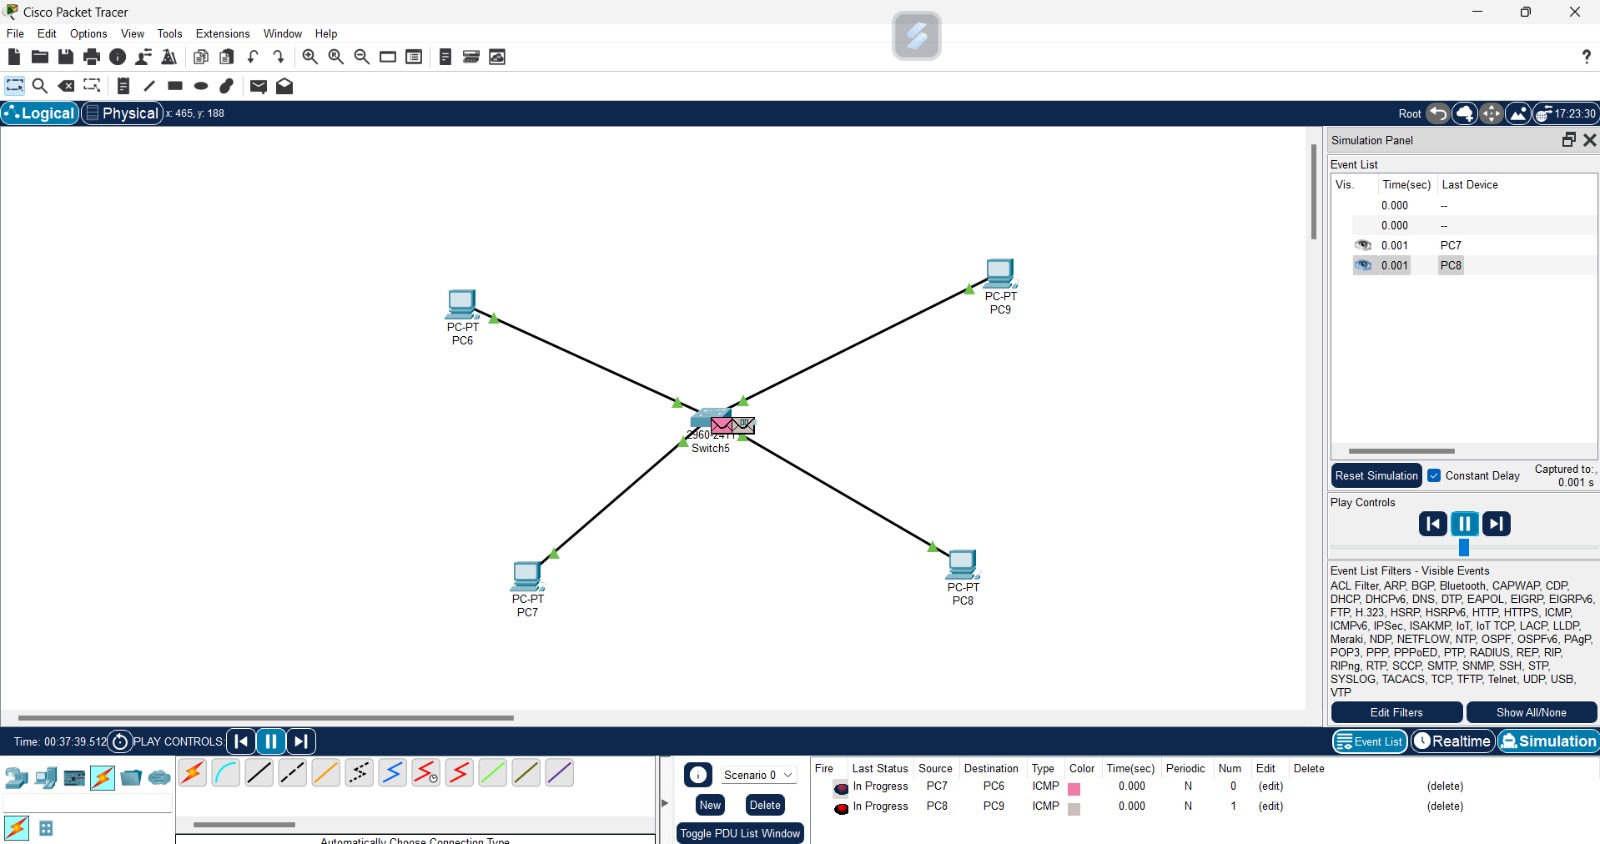 Cisco Packet Tracer
File Edit Options View Tools Extensions Window Help
?
Logical Physical x: 465, y: 188 Root 17:23:30
Simulation Panel
Event List
Vis. Time(sec) Last Device
0.000 --
0.000 --
0.001 PC7
0.001 PC8
PC-PT
PC9
PC-PT
PC6
Switch5
PC-PT
PC7
PC-PT
PC8
Reset Simulation Constant Delay Captured to:
0.001 s
Play Controls
Event List Filters - Visible Events
ACL Filter, ARP, BGP, Bluetooth, CAPWAP, CDP,
DHCP, DHCPv6, DNS, DTP, EAPOL, EIGRP, EIGRPv6,
FTP, H.323, HSRP, HSRPv6, HTTP, HTTPS, ICMP,
ICMPv6, IPSec, ISAKMP, IoT, IoT TCP, LACP, LLDP,
Meraki, NDP, NETFLOW, NTP, OSPF, OSPFv6, PAgP,
POP3, PPP, PPPoED, PTP, RADIUS, REP, RIP,
RIPng, RTP, SCCP, SMTP, SNMP, SSH, STP,
SYSLOG, TACACS, TCP, TFTP, Telnet, UDP, USB,
VTP
Edit Filters Show All/None
Time: 00:37:39.512 PLAY CONTROLS: Event List Realtime Simulation
Scenario 0
New Delete
Toggle PDU List Window
Fire Last Status Source Destination Type Color Time(sec) Periodic Num Edit Delete
In Progress PC7 PC6 ICMP 0.000 N 0 (edit) (delete)
In Progress PC8 PC9 ICMP 0.000 N 1 (edit) (delete)
Automatically Choose Connection Type